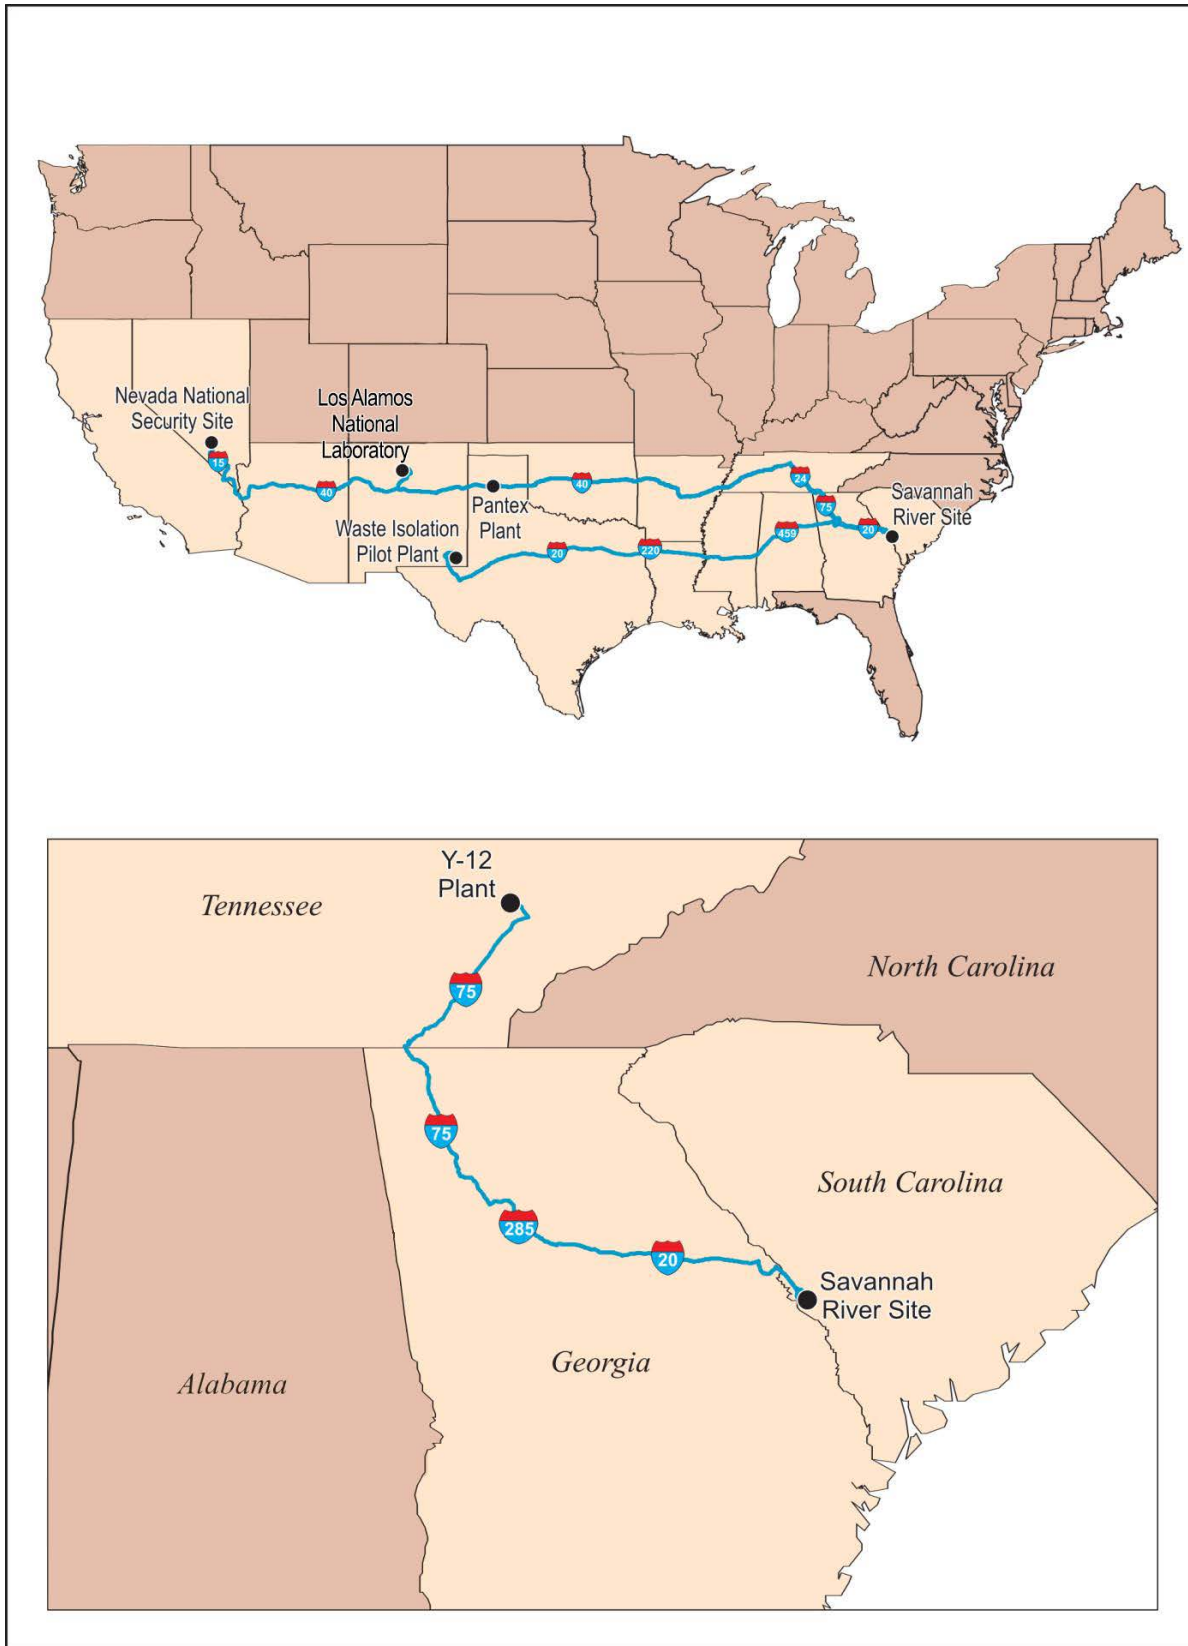 Nevada National
Security Site
Los Alamos
National
Laboratory
15
40
40
24
Pantex
Plant
75
Savannah
River Site
Waste Isolation
Pilot Plant
20
220
459
20
Y-12
Plant
Tennessee
North Carolina
75
75
South Carolina
285
20
Savannah
River Site
Georgia
Alabama